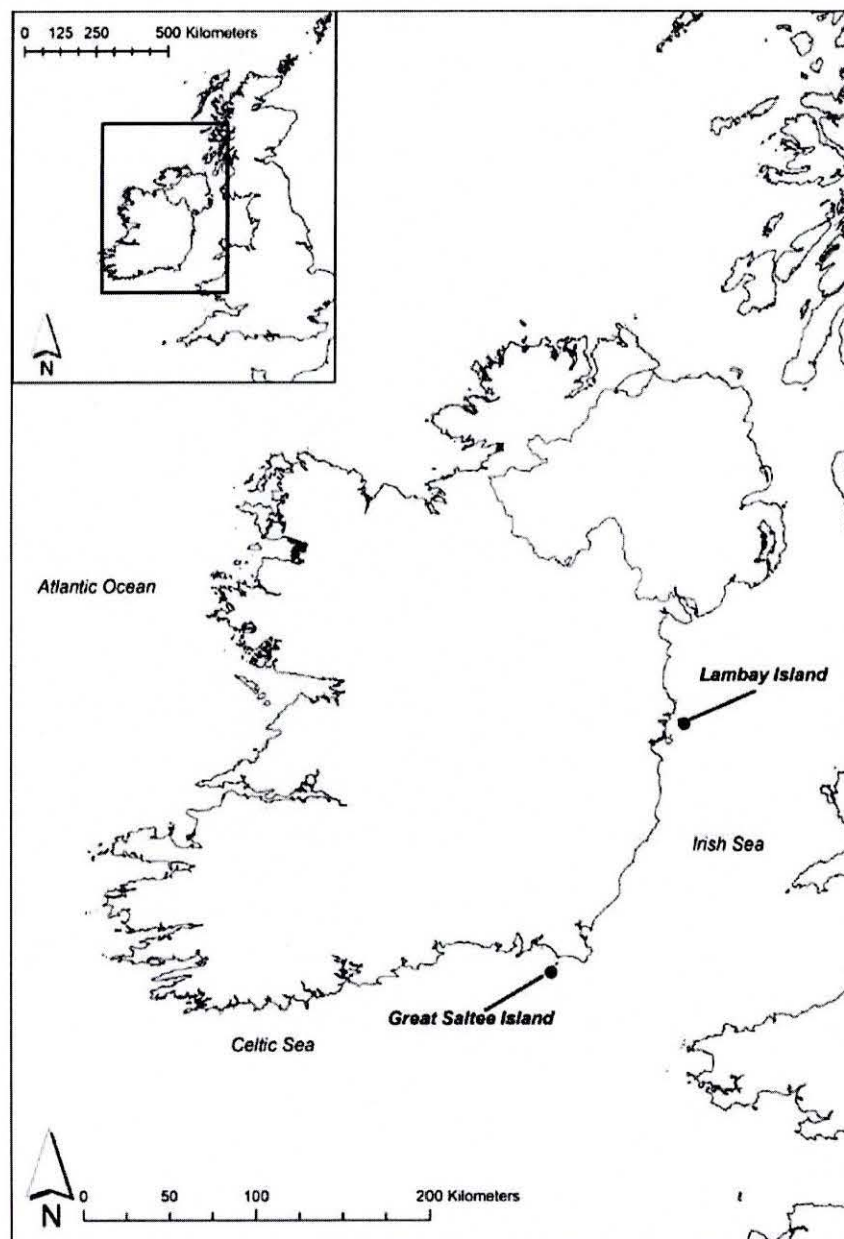 0 125 250 500 Kilometers
N
Atlantic Ocean
Lambay Island
Irish Sea
Great Saltee Island
Celtic Sea
N
0 50 100 200 Kilometers